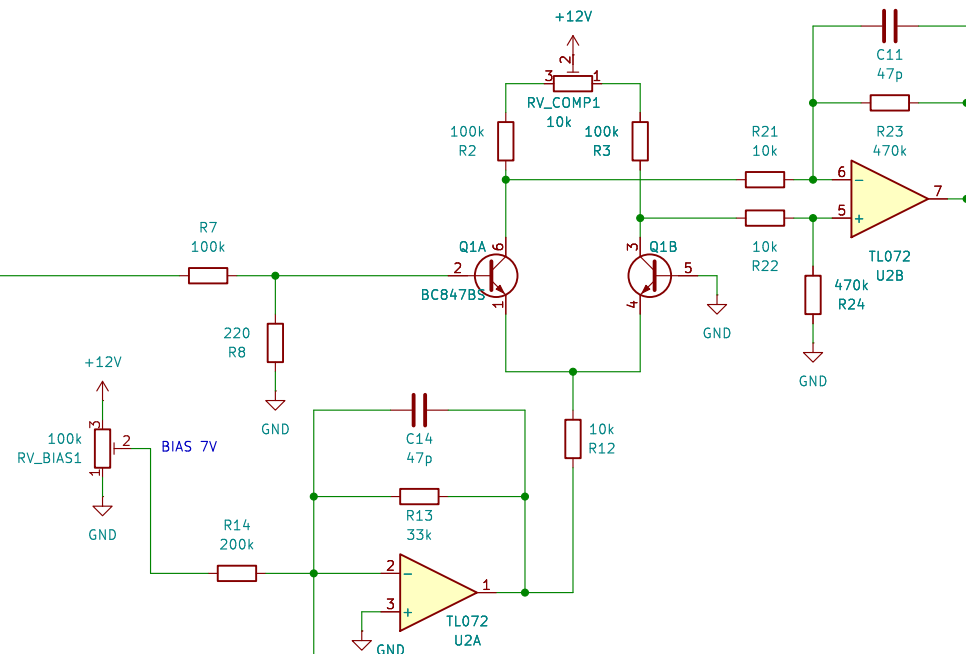 +12V
2
3
1
RV_COMP1
10k
C11
47p
100k
R2
100k
R3
R21
10k
R23
470k
6
5
7
10k
R22
TL072
U2B
470k
R24
GND
R7
100k
Q1A
6
2
BC847BS
1
Q1B
3
5
4
GND
220
R8
GND
+12V
3
100k
RV_BIAS1
2
1
BIAS 7V
GND
C14
47p
10k
R12
R13
33k
R14
200k
2
3
1
TL072
U2A
GND